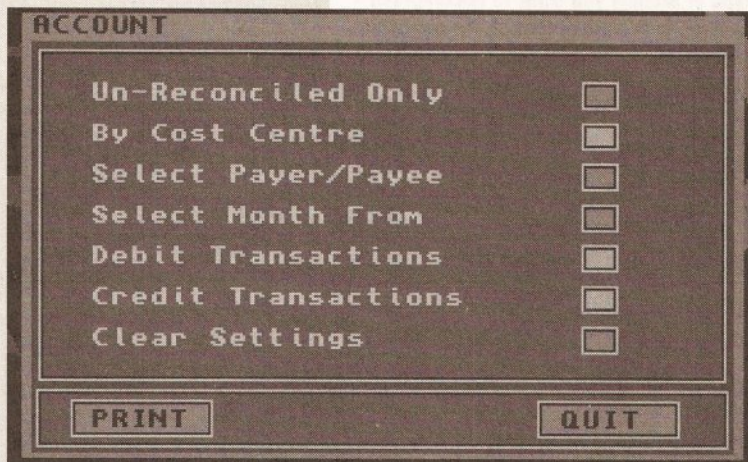 ACCOUNT
Un-Reconciled Only
By Cost Centre
Select Payer/Payee
Select Month From
Debit Transactions
Credit Transactions
Clear Settings
PRINT QUIT